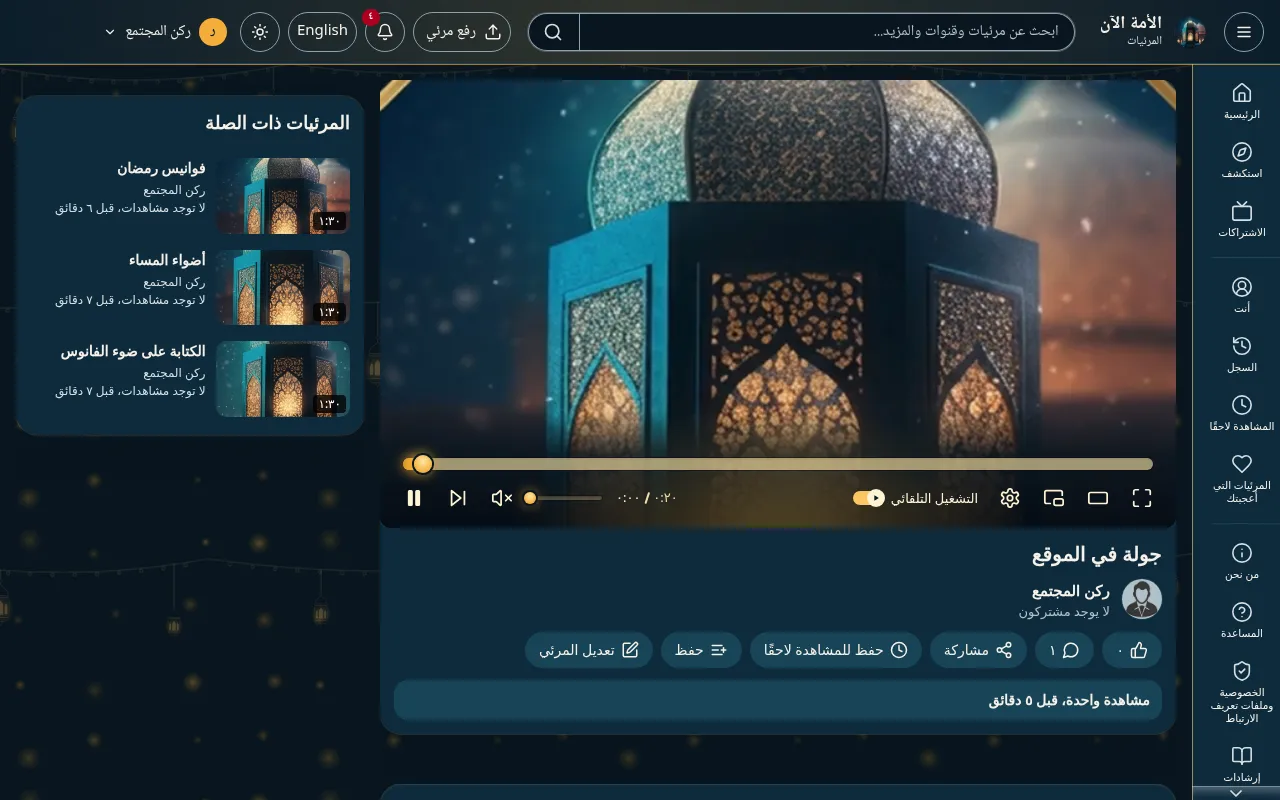 الأمة الآن
المرئيات
ابحث عن مرئيات وقنوات والمزيد...
رفع مرئي
٤
English
ر
ركن المجتمع
الرئيسية
استكشف
الاشتراكات
أنت
السجل
المشاهدة لاحقًا
المرئيات التي
أعجبتك
من نحن
المساعدة
الخصوصية
وملفات تعريف
الارتباط
إرشادات
٠:٠٠ / ٠:٢٠
التشغيل التلقائي
جولة في الموقع
ركن المجتمع
لا يوجد مشتركون
٠
١
مشاركة
حفظ للمشاهدة لاحقًا
حفظ
تعديل المرئي
مشاهدة واحدة، قبل ٥ دقائق
المرئيات ذات الصلة
١:٣٠
فوانيس رمضان
ركن المجتمع
لا توجد مشاهدات، قبل ٦ دقائق
١:٣٠
أضواء المساء
ركن المجتمع
لا توجد مشاهدات، قبل ٧ دقائق
١:٣٠
الكتابة على ضوء الفانوس
ركن المجتمع
لا توجد مشاهدات، قبل ٧ دقائق